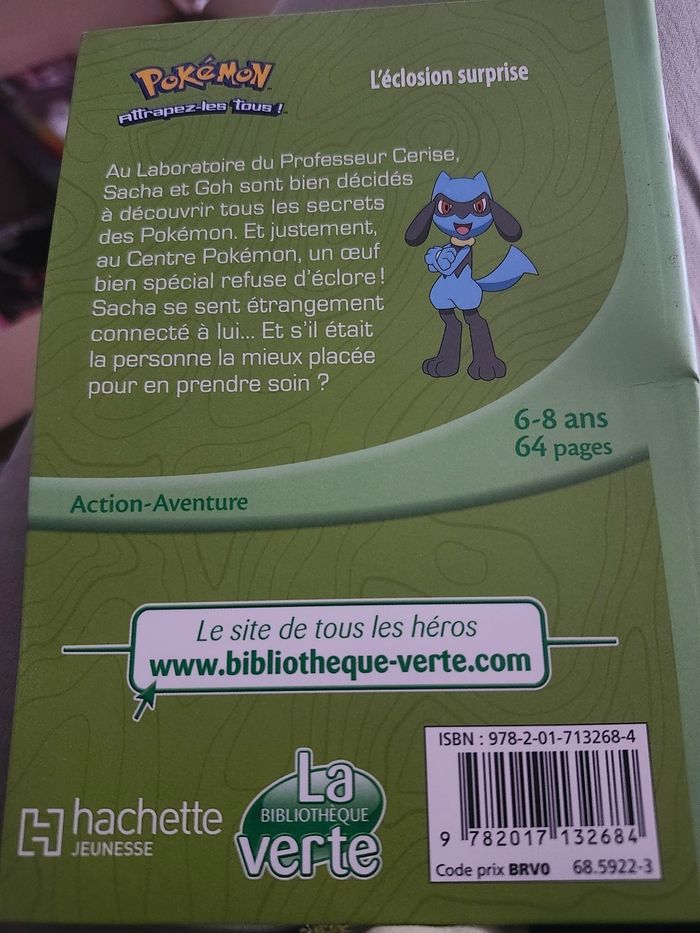 POKÉMON
Attrapez-les tous !
L'éclosion surprise
Au Laboratoire du Professeur Cerise,
Sacha et Goh sont bien décidés
à découvrir tous les secrets
des Pokémon. Et justement,
au Centre Pokémon, un œuf
bien spécial refuse d'éclore !
Sacha se sent étrangement
connecté à lui... Et s'il était
la personne la mieux placée
pour en prendre soin ?
6-8 ans
64 pages
Action-Aventure
Le site de tous les héros
www.bibliotheque-verte.com
ISBN : 978-2-01-713268-4
9 782017 132684
Code prix BRV0 68.5922-3
hachette
JEUNESSE
La
BIBLIOTHÈQUE
verte